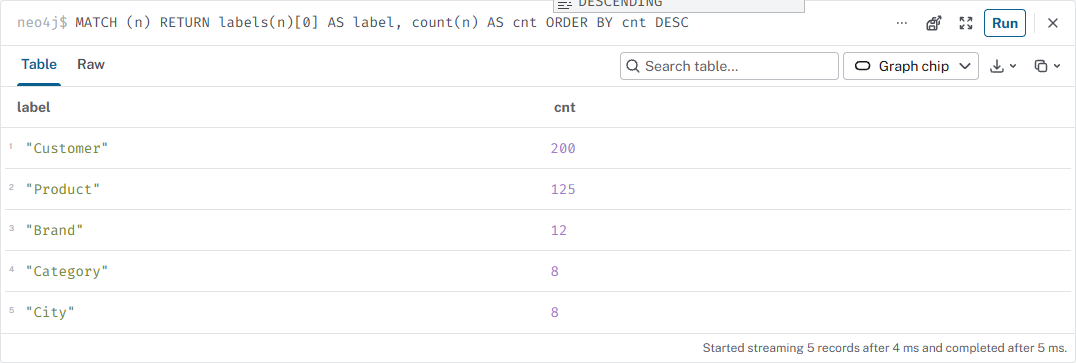 DESCENDING
neo4j$ MATCH (n) RETURN labels(n)[0] AS label, count(n) AS cnt ORDER BY cnt DESC
Run
Table Raw
Search table...
Graph chip
label cnt
1 "Customer" 200
2 "Product" 125
3 "Brand" 12
4 "Category" 8
5 "City" 8
Started streaming 5 records after 4 ms and completed after 5 ms.